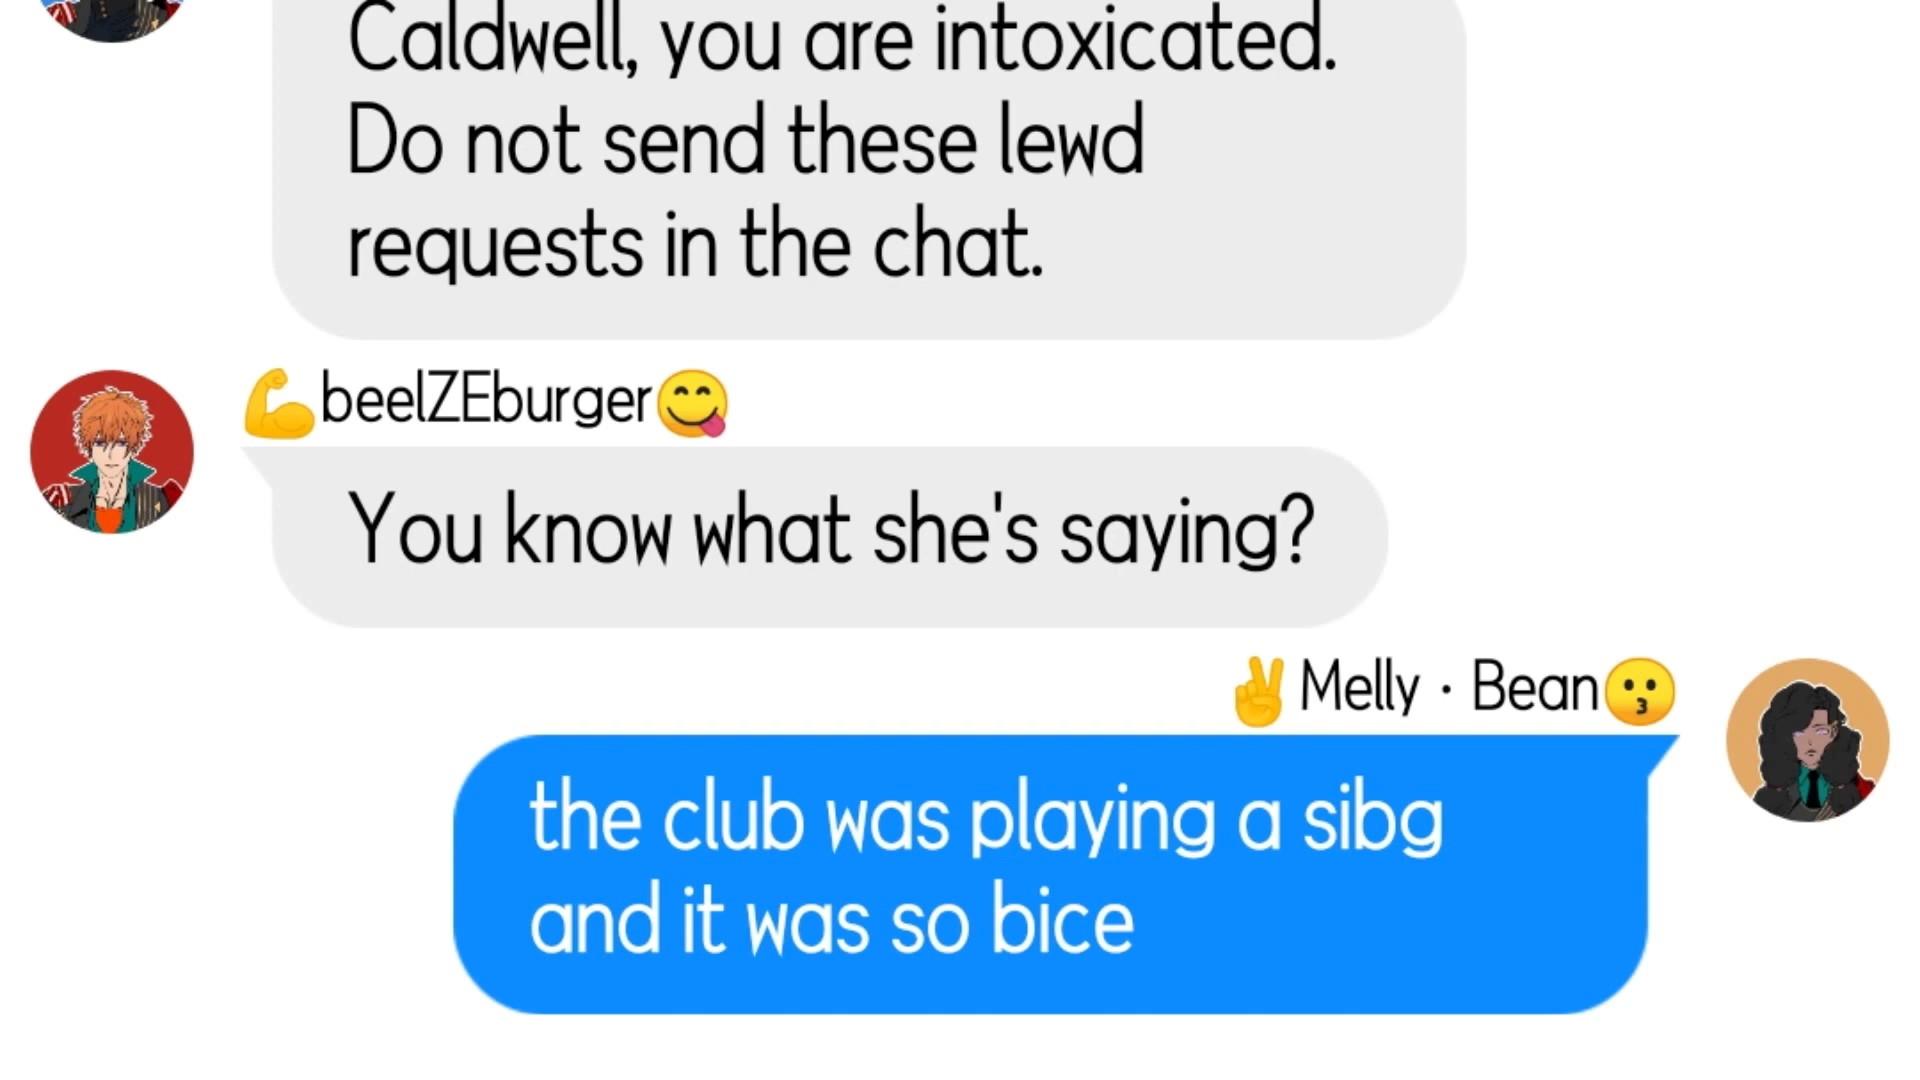 Caldwell, you are intoxicated.
Do not send these lewd
requests in the chat.
💪beelZEburger😋
You know what she's saying?
✌Melly · Bean😗
the club was playing a sibg
and it was so bice